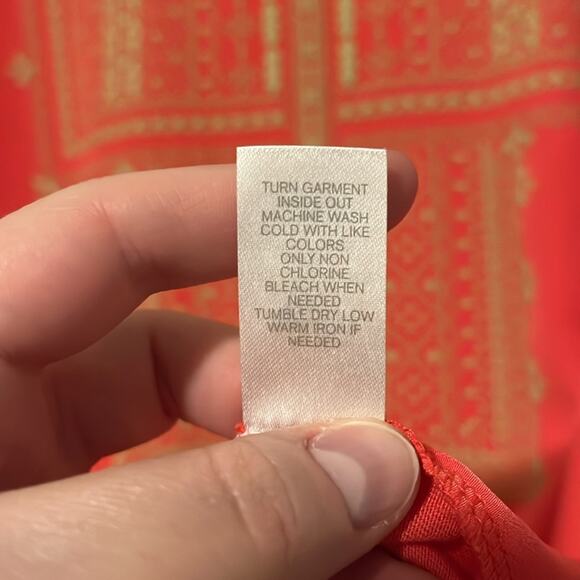 TURN GARMENT
INSIDE OUT
MACHINE WASH
COLD WITH LIKE
COLORS
ONLY NON
CHLORINE
BLEACH WHEN
NEEDED
TUMBLE DRY LOW
WARM IRON IF
NEEDED